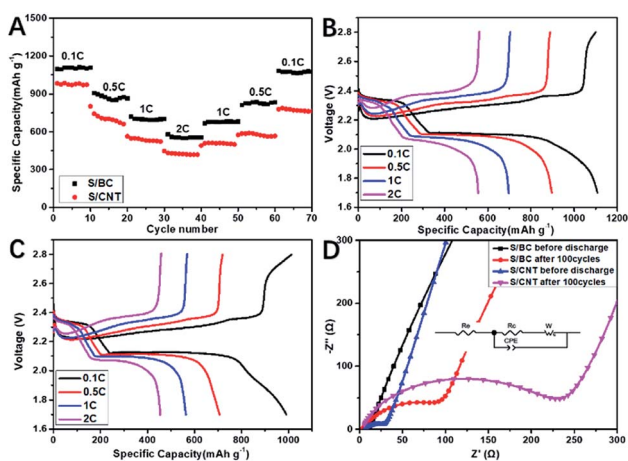 A
1500
1200
900
600
300
0
0.1C
0.5C
1C
2C
1C
0.5C
0.1C
S/BC
S/CNT
0 10 20 30 40 50 60 70
Cycle number
Specific Capacity(mAh g⁻¹)
B
2.8
2.6
2.4
2.2
2.0
1.8
1.6
0.1C
0.5C
1C
2C
0 200 400 600 800 1000 1200
Specific Capacity(mAh g⁻¹)
Voltage (V)
C
2.8
2.6
2.4
2.2
2.0
1.8
1.6
0.1C
0.5C
1C
2C
0 200 400 600 800 1000
Specific Capacity(mAh g⁻¹)
Voltage (V)
D
300
250
200
150
100
50
0
S/BC before discharge
S/BC after 100cycles
S/CNT before discharge
S/CNT after 100cycles
Re
Rc
W
CPE
0 50 100 150 200 250 300
Z' (Ω)
-Z'' (Ω)